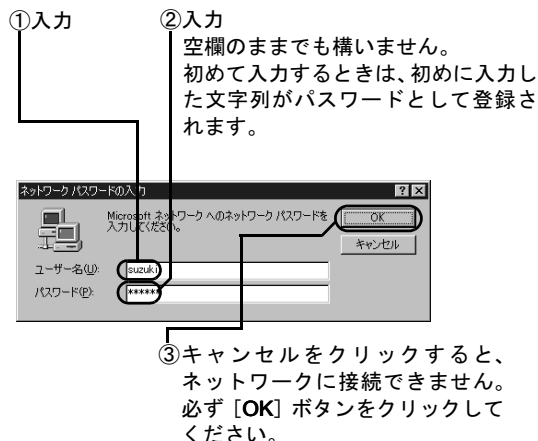 ①入力
②入力
空欄のままでも構いません。
初めて入力するときは、初めに入力し
た文字列がパスワードとして登録さ
れます。
ネットワーク パスワードの入力
Microsoft ネットワーク へのネットワーク パスワードを
入力してください。
OK
キャンセル
ユーザー名(U):
suzuki
パスワード(P):
******
③キャンセルをクリックすると、
ネットワークに接続できません。
必ず［OK］ボタンをクリックして
ください。